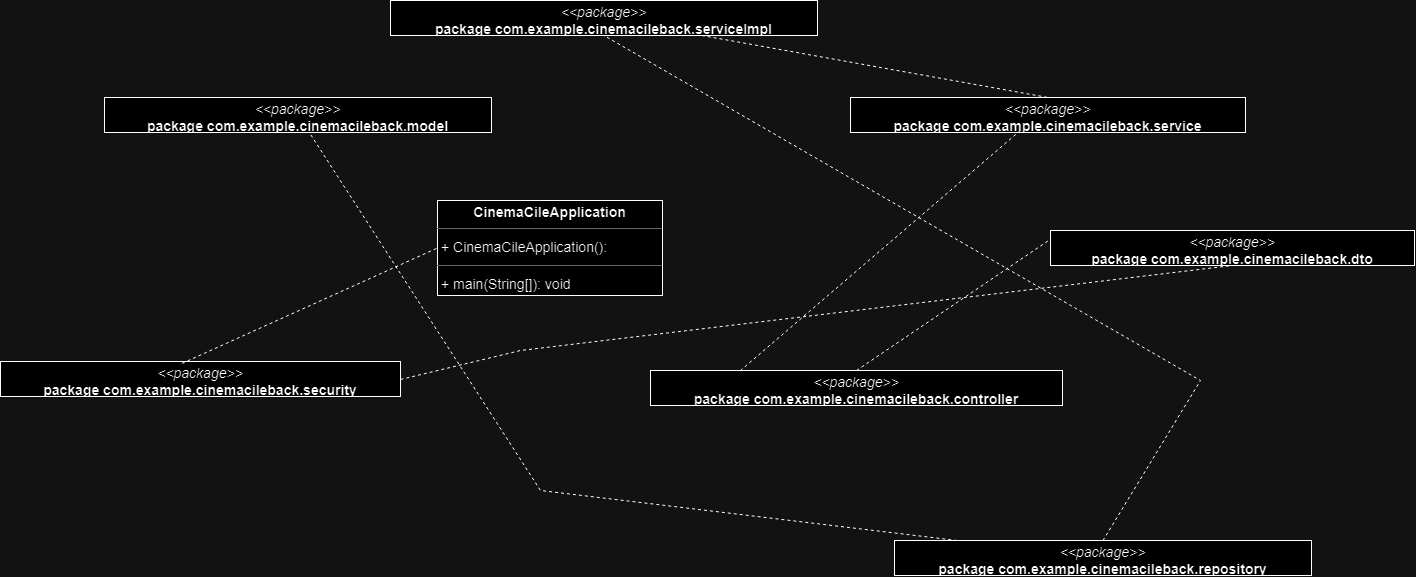 <<package>>
package com.example.cinemacileback.serviceImpl
<<package>>
package com.example.cinemacileback.model
<<package>>
package com.example.cinemacileback.service
CinemaCileApplication
+ CinemaCileApplication():
+ main(String[]): void
<<package>>
package com.example.cinemacileback.dto
<<package>>
package com.example.cinemacileback.security
<<package>>
package com.example.cinemacileback.controller
<<package>>
package com.example.cinemacileback.repository